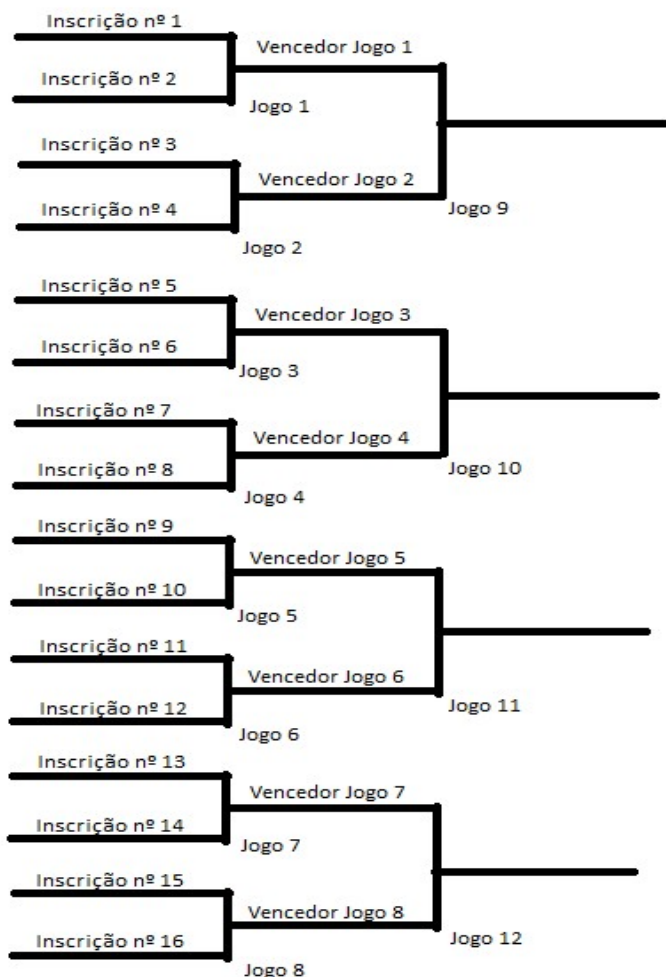 Inscrição nº 1
Vencedor Jogo 1
Inscrição nº 2
Jogo 1
Inscrição nº 3
Vencedor Jogo 2
Inscrição nº 4
Jogo 9
Jogo 2
Inscrição nº 5
Vencedor Jogo 3
Inscrição nº 6
Jogo 3
Inscrição nº 7
Vencedor Jogo 4
Inscrição nº 8
Jogo 10
Jogo 4
Inscrição nº 9
Vencedor Jogo 5
Inscrição nº 10
Jogo 5
Inscrição nº 11
Vencedor Jogo 6
Inscrição nº 12
Jogo 11
Jogo 6
Inscrição nº 13
Vencedor Jogo 7
Inscrição nº 14
Jogo 7
Inscrição nº 15
Vencedor Jogo 8
Inscrição nº 16
Jogo 12
Jogo 8